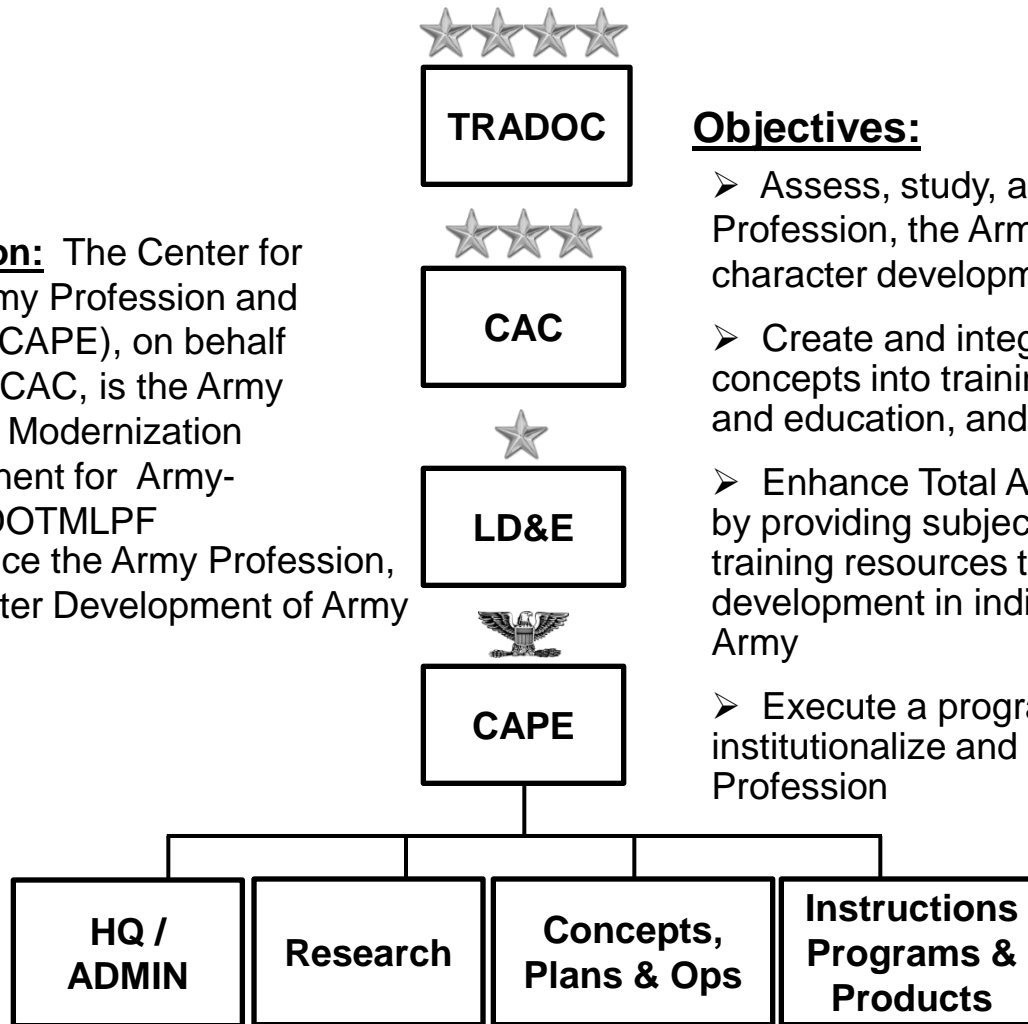 TRADOC
CAC
LD&E
CAPE
on: The Center for
my Profession and
CAPE), on behalf
CAC, is the Army
Modernization
nent for Army-
DOTMLPF
ce the Army Profession,
ter Development of Army
Objectives:
➢ Assess, study, a
Profession, the Arm
character developm
➢ Create and integ
concepts into trainin
and education, and
➢ Enhance Total A
by providing subjec
training resources t
development in indi
Army
➢ Execute a progra
institutionalize and
Profession
HQ /
ADMIN
Research
Concepts,
Plans & Ops
Instructions
Programs &
Products